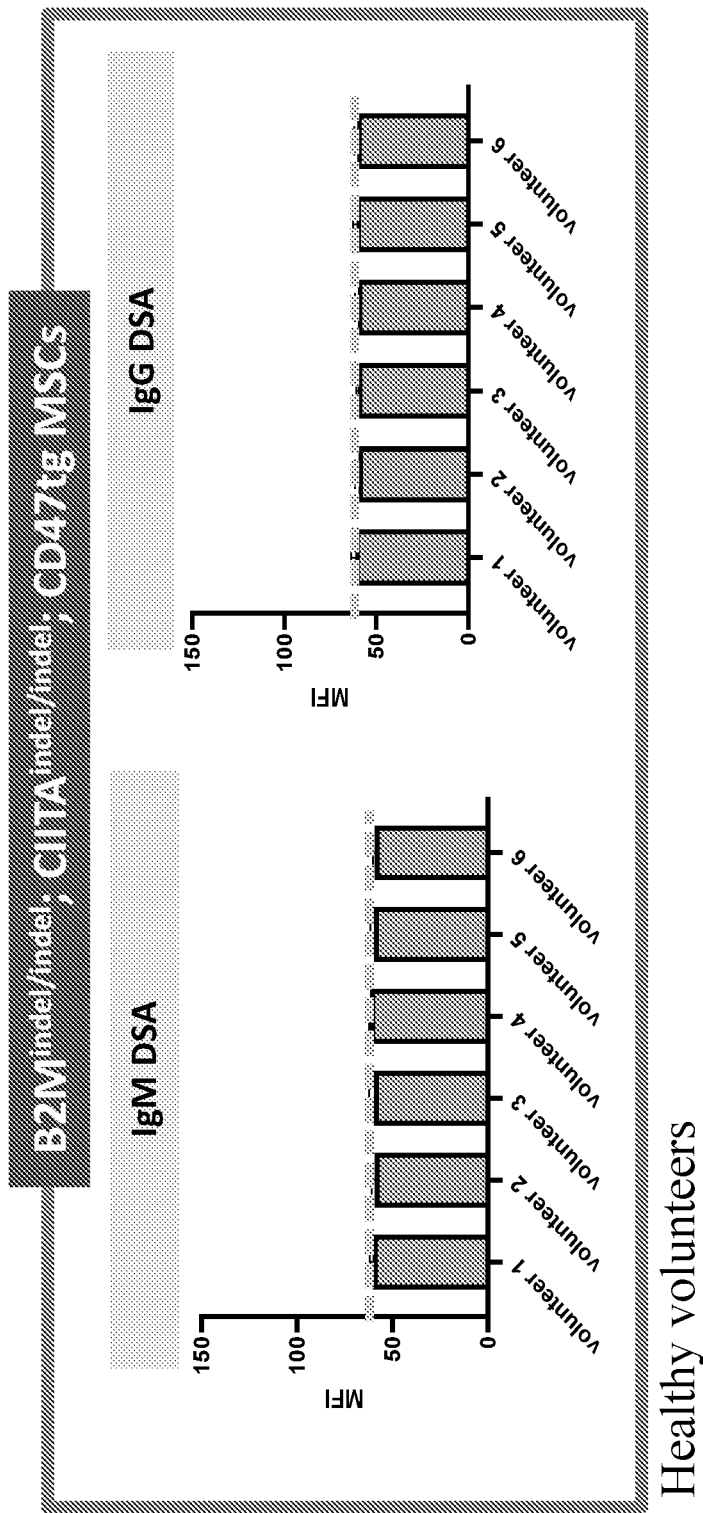 B2M^indel/indel; CIITA^indel/indel; CD47tg MSCs
IgM DSA
MFI
150
100
50
0
volunteer 1
volunteer 2
volunteer 3
volunteer 4
volunteer 5
volunteer 6
IgG DSA
MFI
150
100
50
0
volunteer 1
volunteer 2
volunteer 3
volunteer 4
volunteer 5
volunteer 6
Healthy volunteers